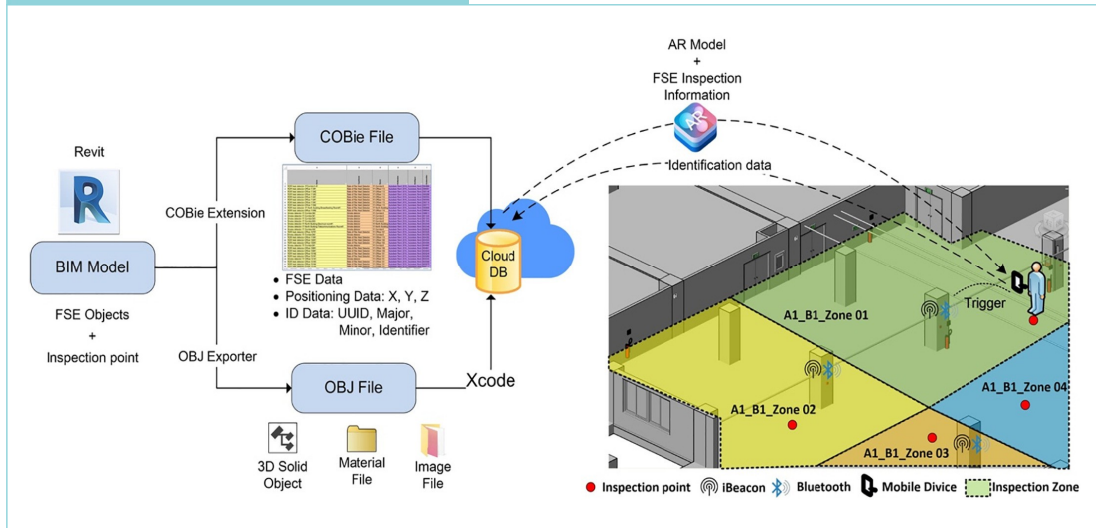 Revit
BIM Model
FSE Objects
+
Inspection point
COBie Extension
OBJ Exporter
COBie File
• FSE Data
• Positioning Data: X, Y, Z
• ID Data: UUID, Major,
Minor, Identifier
OBJ File
3D Solid
Object
Material
File
Image
File
Xcode
Cloud
DB
AR Model
+
FSE Inspection
Information
AR
Identification data
Trigger
A1_B1_Zone 01
A1_B1_Zone 02
A1_B1_Zone 03
A1_B1_Zone 04
Inspection point
iBeacon
Bluetooth
Mobile Divice
Inspection Zone